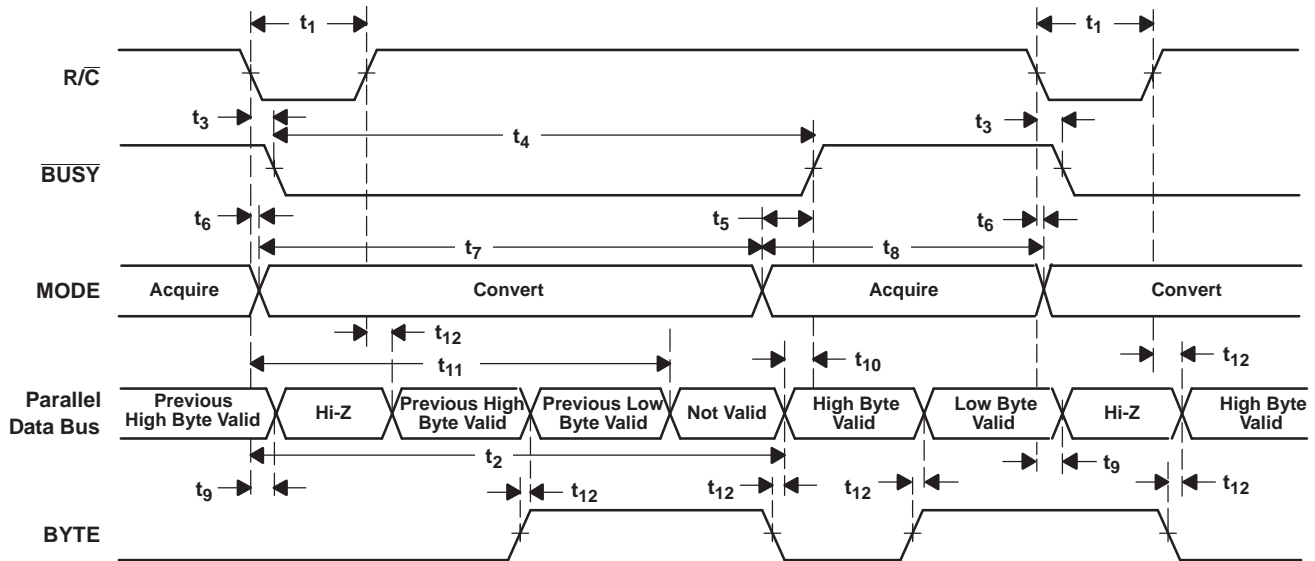 t1 t1
R/C
t3 t4 t3
BUSY
t6 t5 t6
t7 t8
MODE Acquire Convert Acquire Convert
t12
t11 t10 t12
Parallel Data Bus
Previous High Byte Valid
Hi-Z
Previous High Byte Valid
Previous Low Byte Valid
Not Valid
High Byte Valid
Low Byte Valid
Hi-Z
High Byte Valid
t2
t9 t12 t12 t12 t9 t12
BYTE